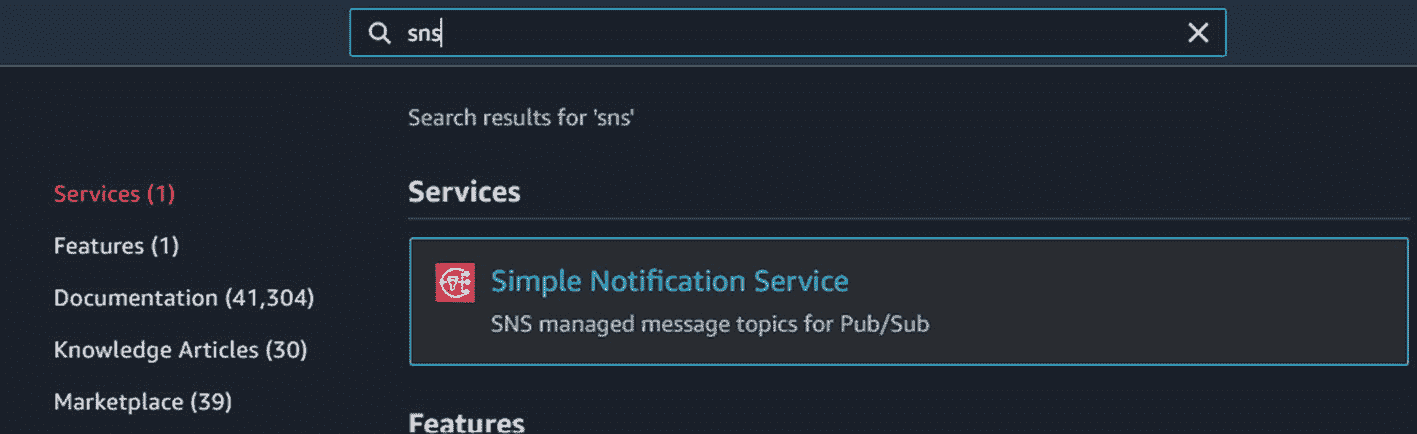 sns
Search results for 'sns'
Services (1)
Features (1)
Documentation (41,304)
Knowledge Articles (30)
Marketplace (39)
Services
Simple Notification Service
SNS managed message topics for Pub/Sub
Features